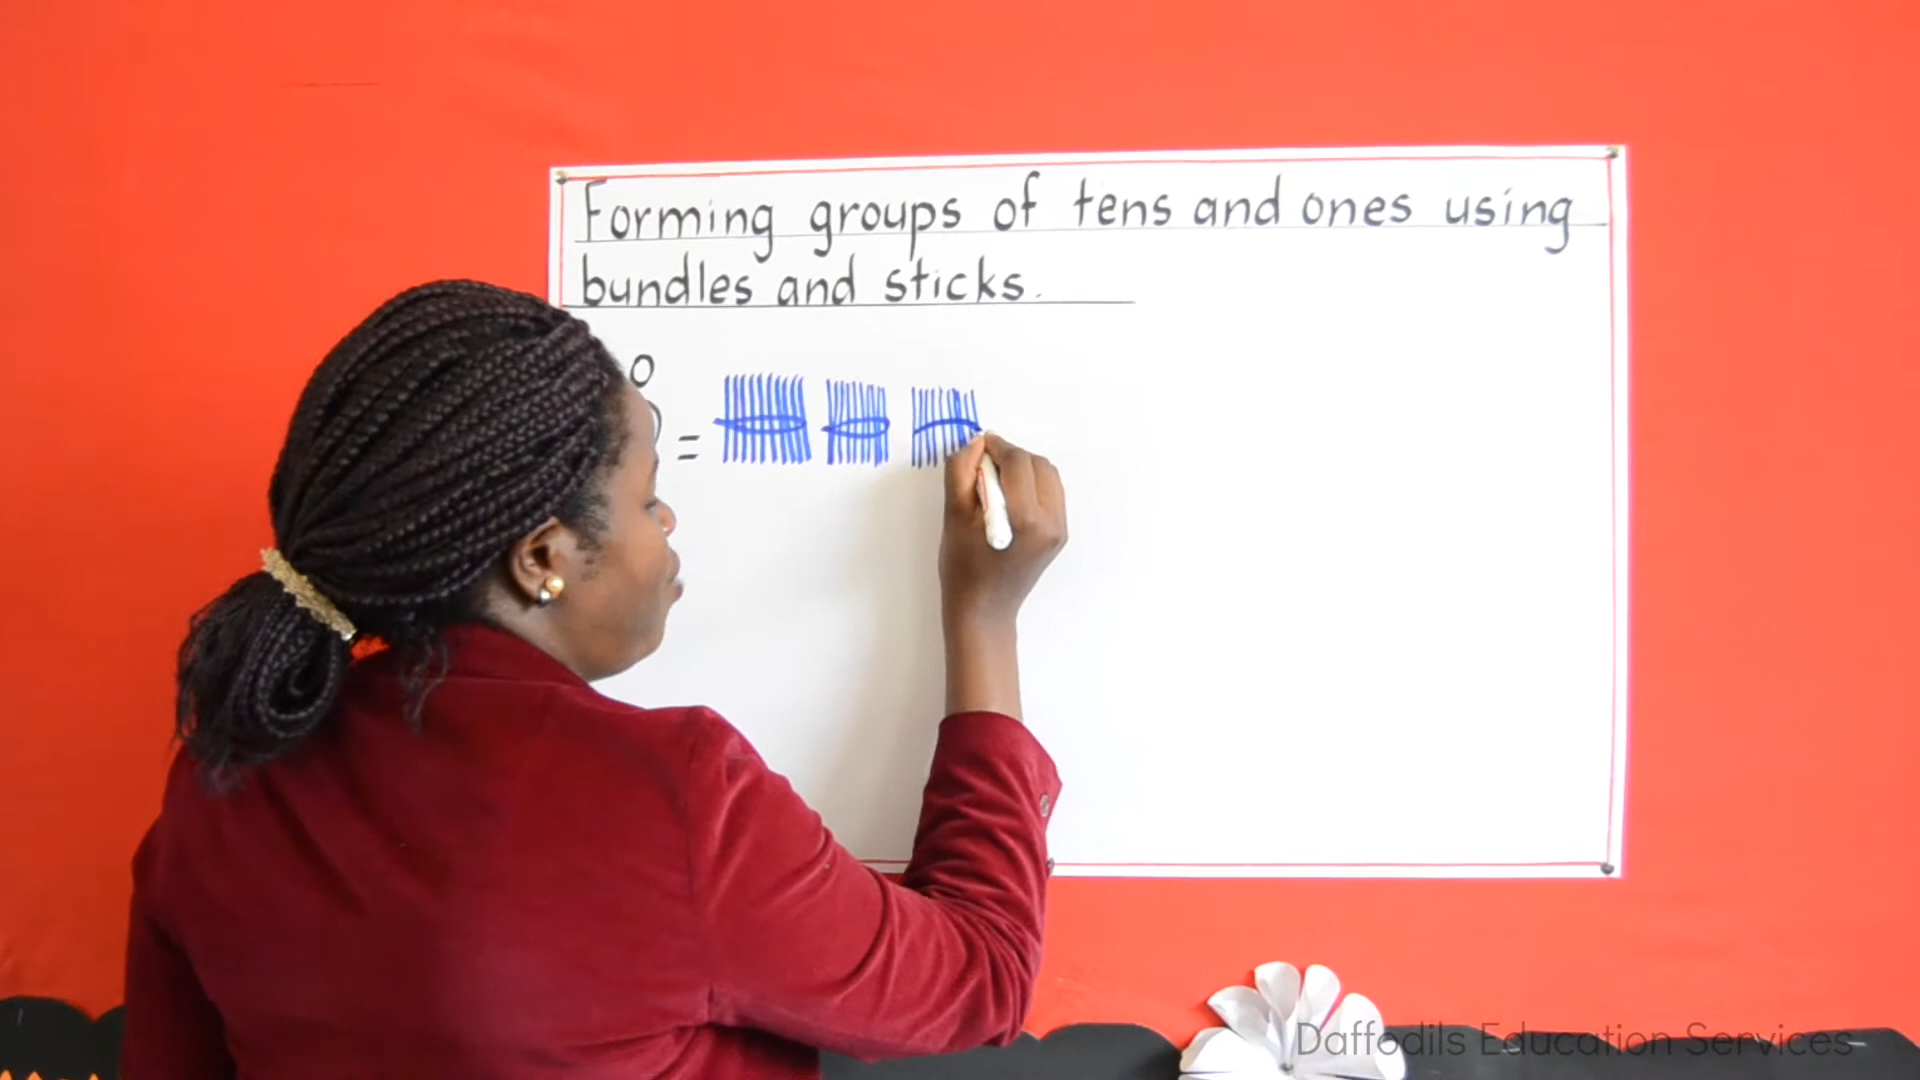 Forming groups of tens and ones using
bundles and sticks.
o
=
Daffodils Education Services